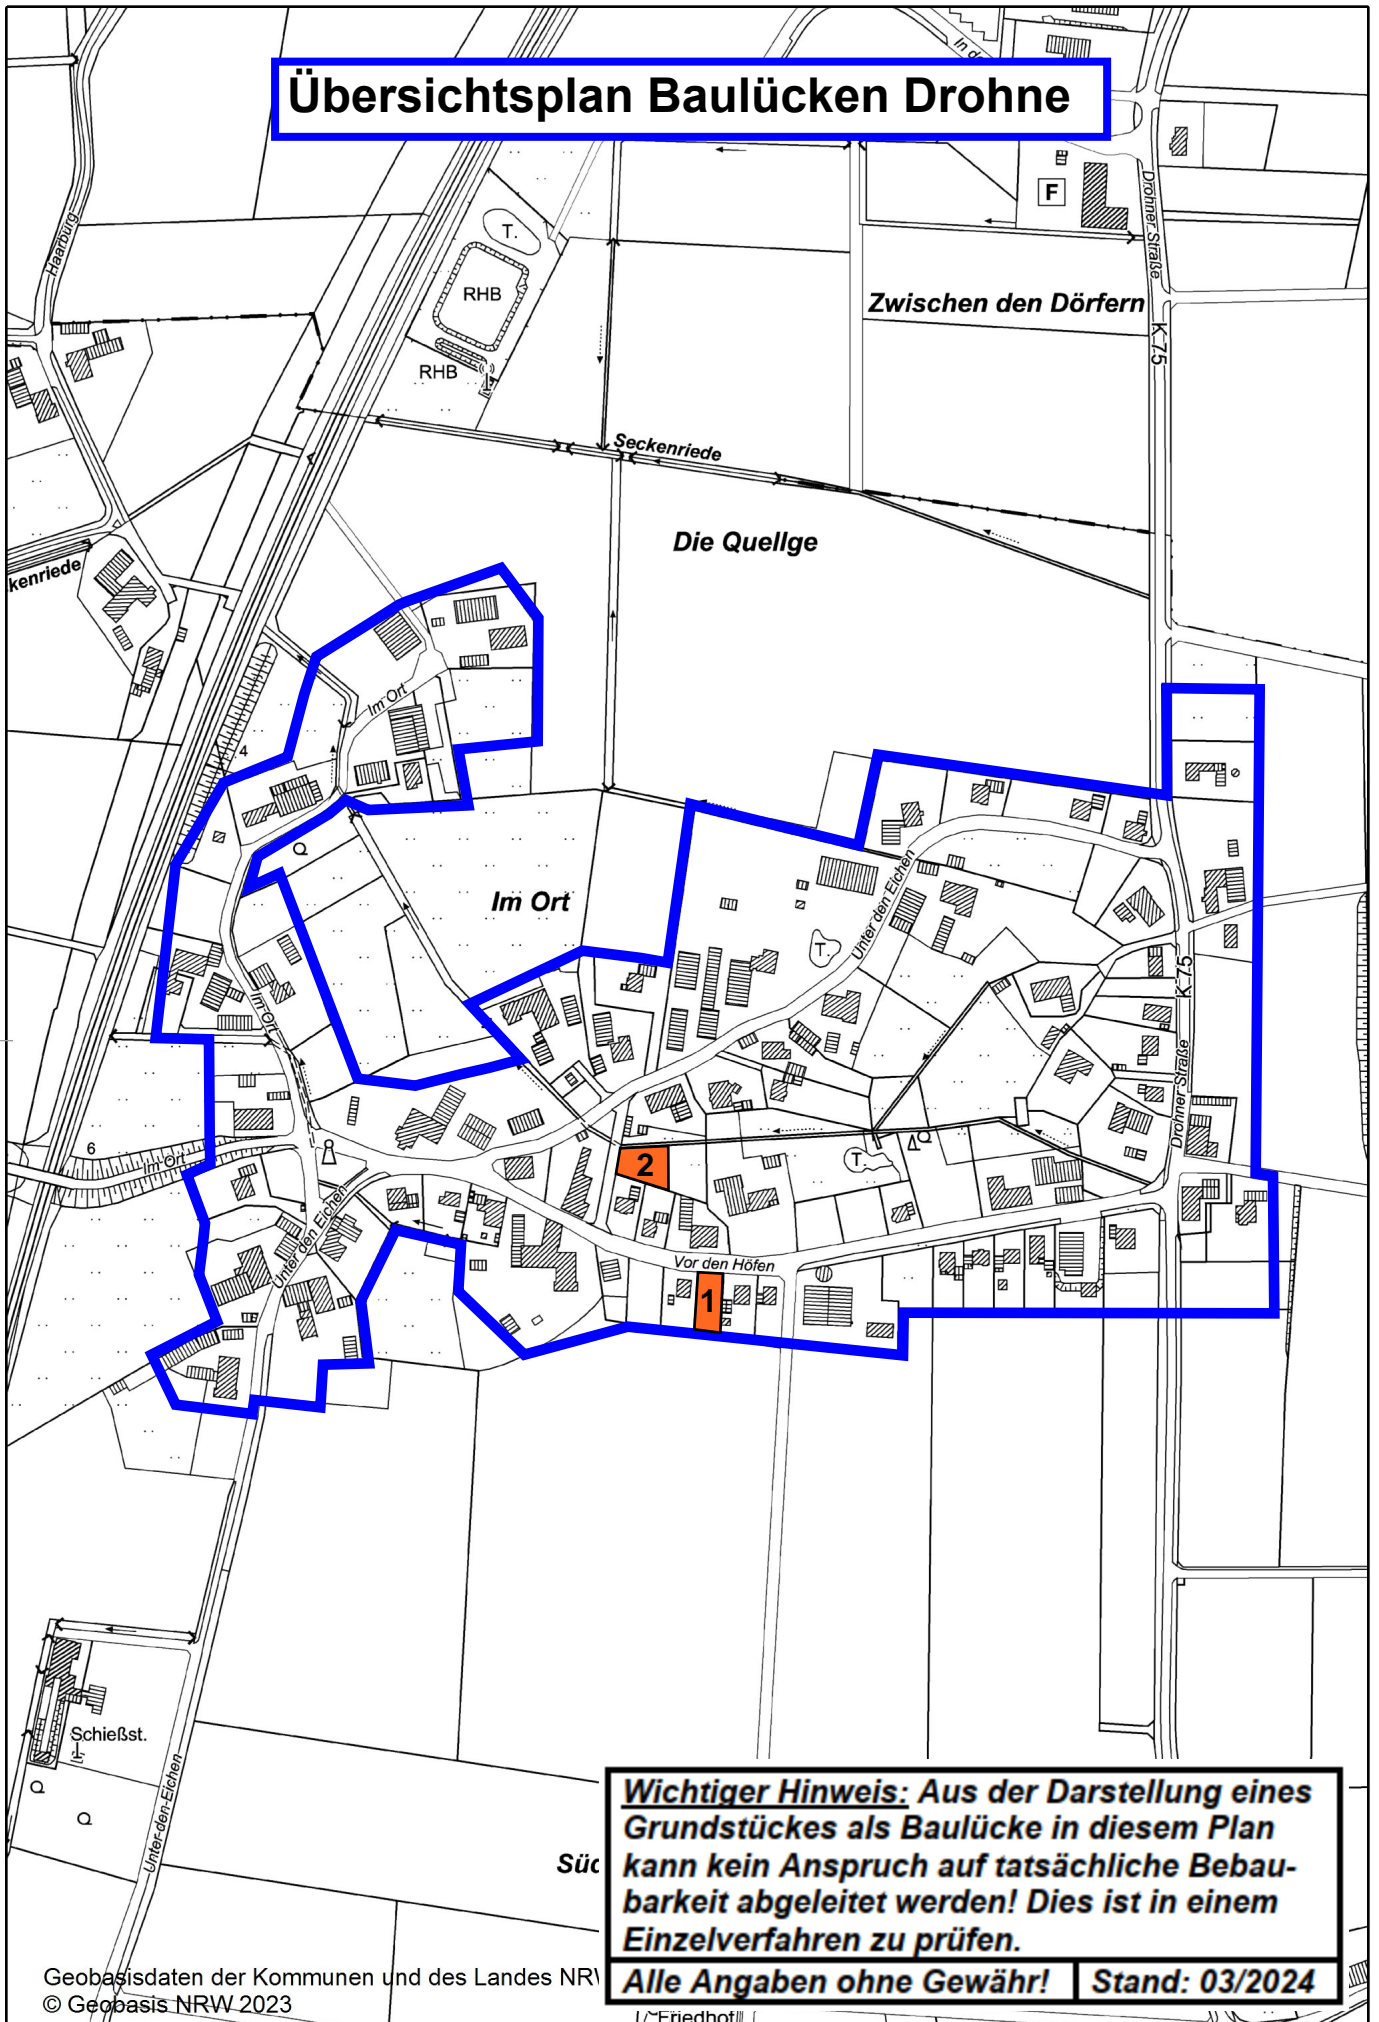 Übersichtsplan Baulücken Drohne
In de
Haarburg
T.
RHB
RHB
F
Drohner Straße
Zwischen den Dörfern
K 75
Seckenriede
Die Quellge
kenriede
Im Ort
4
Im Ort
Unter den Eichen
T.
K 75
Im Ort
Drohner Straße
6
Im Ort
2
T.
Unter den Eichen
Vor den Höfen
1
Schießst.
Unter-den-Eichen
Süd
Wichtiger Hinweis: Aus der Darstellung eines
Grundstückes als Baulücke in diesem Plan
kann kein Anspruch auf tatsächliche Bebau-
barkeit abgeleitet werden! Dies ist in einem
Einzelverfahren zu prüfen.
Alle Angaben ohne Gewähr!
Stand: 03/2024
Geobasisdaten der Kommunen und des Landes NRW
© Geobasis NRW 2023
Friedhof